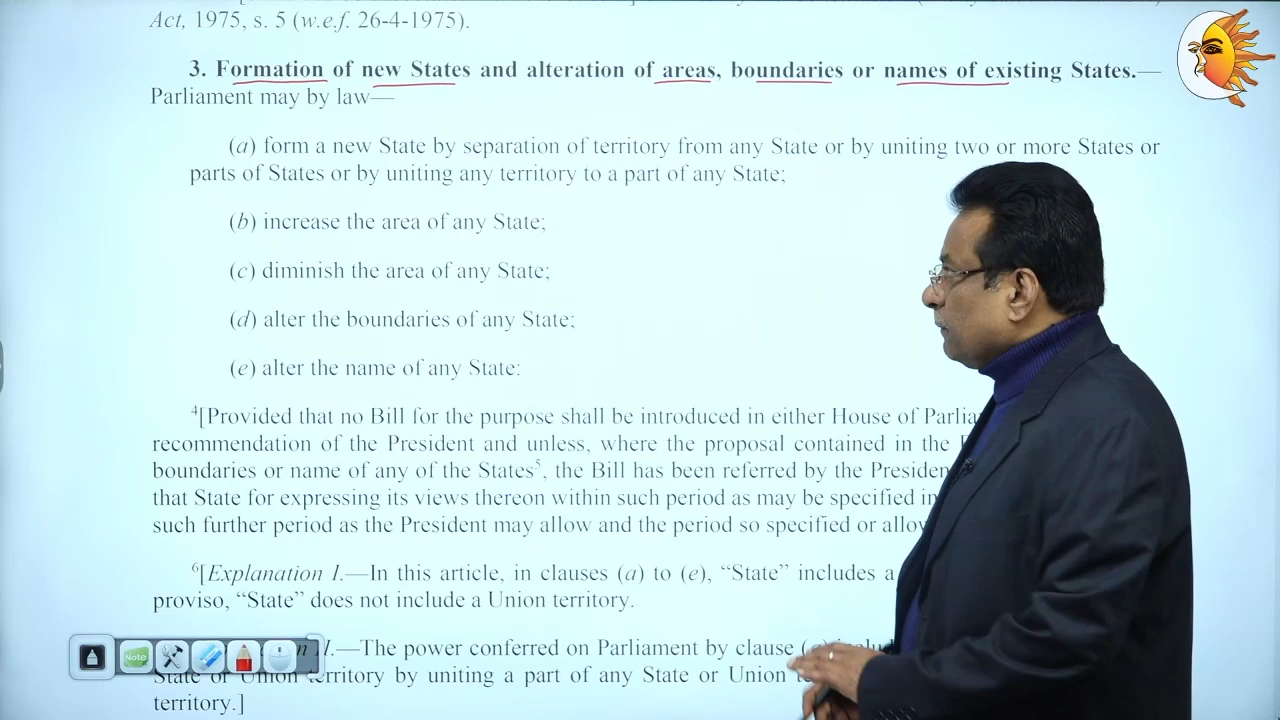 Act, 1975, s. 5 (w.e.f. 26-4-1975).
3. Formation of new States and alteration of areas, boundaries or names of existing States.—
Parliament may by law—
(a) form a new State by separation of territory from any State or by uniting two or more States or
parts of States or by uniting any territory to a part of any State;
(b) increase the area of any State;
(c) diminish the area of any State;
(d) alter the boundaries of any State;
(e) alter the name of any State:
4[Provided that no Bill for the purpose shall be introduced in either House of
recommendation of the President and unless, where the proposal contained in the
boundaries or name of any of the States5, the Bill has been referred by the
that State for expressing its views thereon within such period as may be specified in
such further period as the President may allow and the period so specified or
6[Explanation I.—In this article, in clauses (a) to (e), “State” includes a
proviso, “State” does not include a Union territory.
Note
.—The power conferred on Parliament by clause
State or Union territory by uniting a part of any State or Union
territory.]